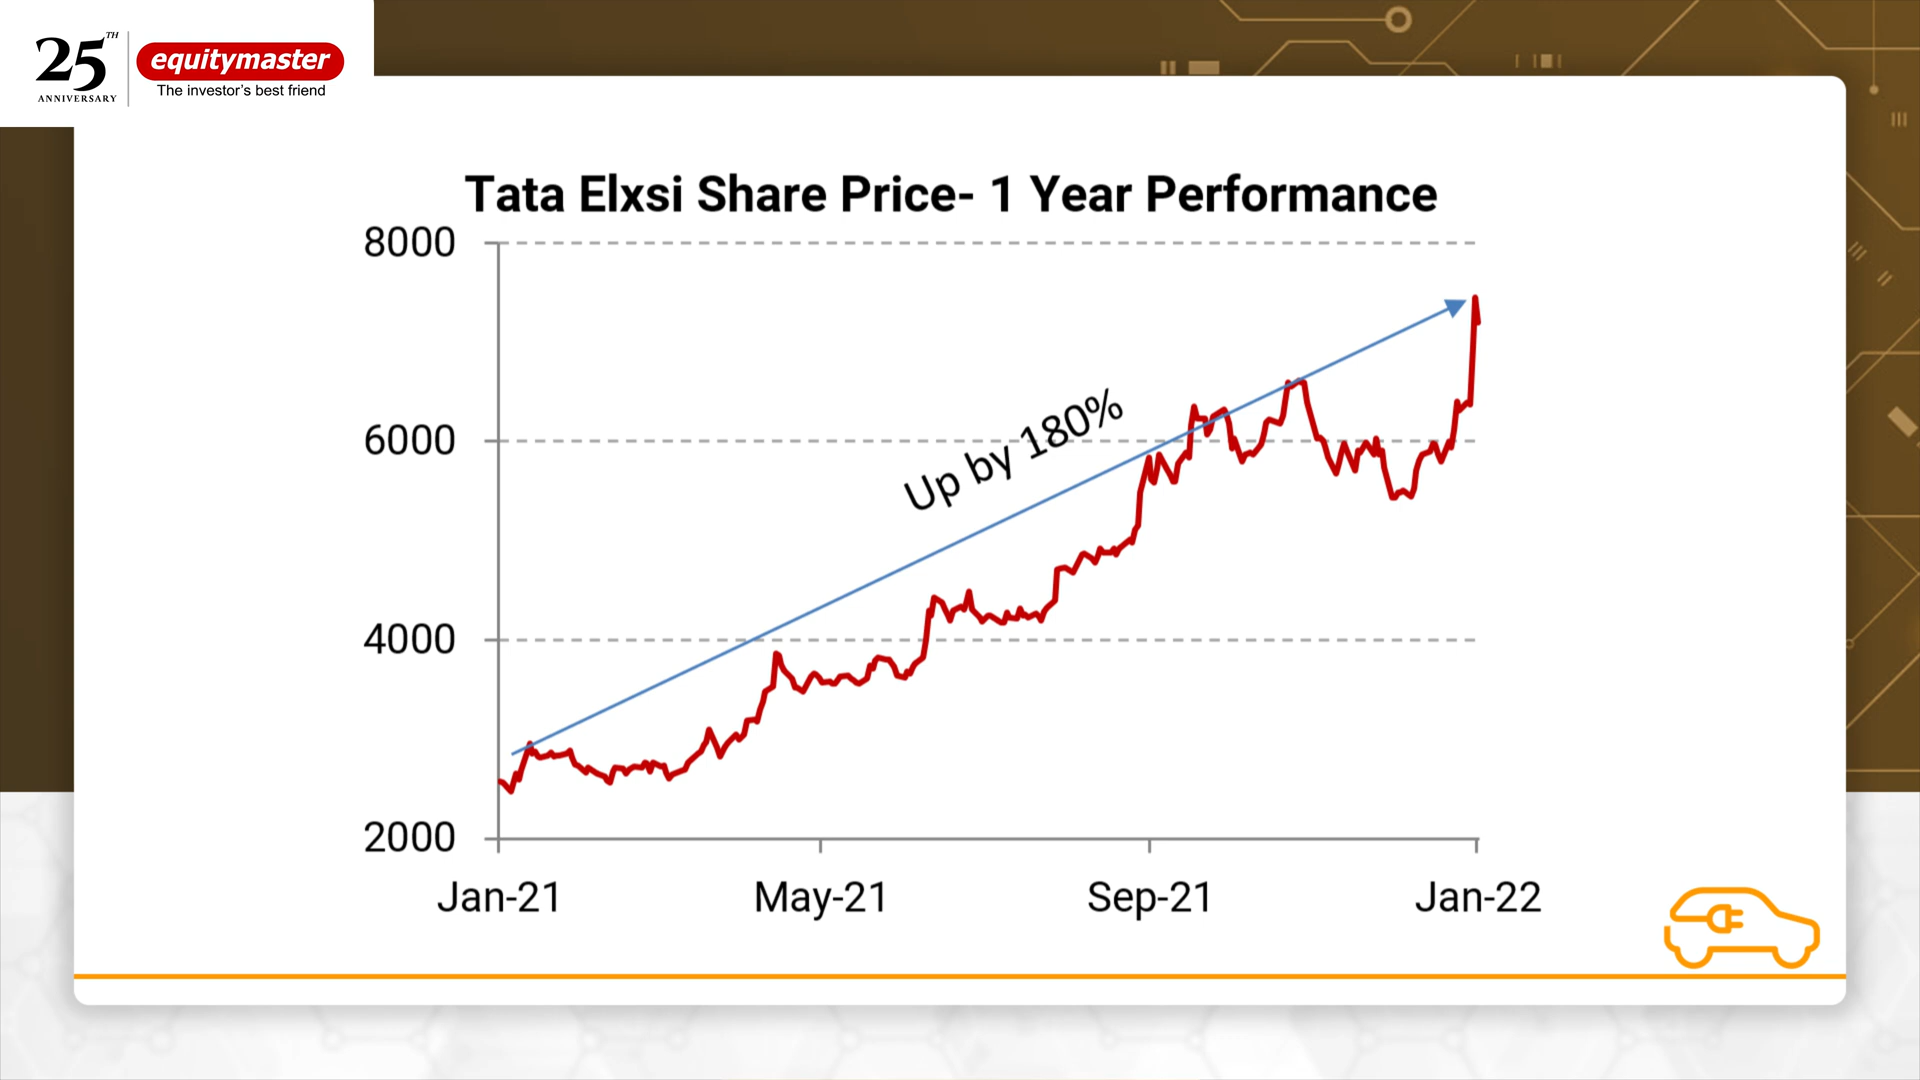 25TH
ANNIVERSARY
equitymaster
The investor's best friend
Tata Elxsi Share Price- 1 Year Performance
8000
6000
4000
2000
Up by 180%
Jan-21
May-21
Sep-21
Jan-22